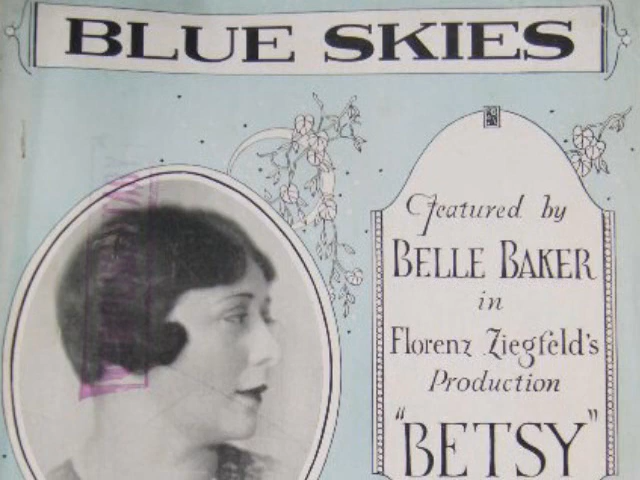 BLUE SKIES
Featured by
BELLE BAKER
in
Florenz Ziegfeld's
Production
"BETSY"